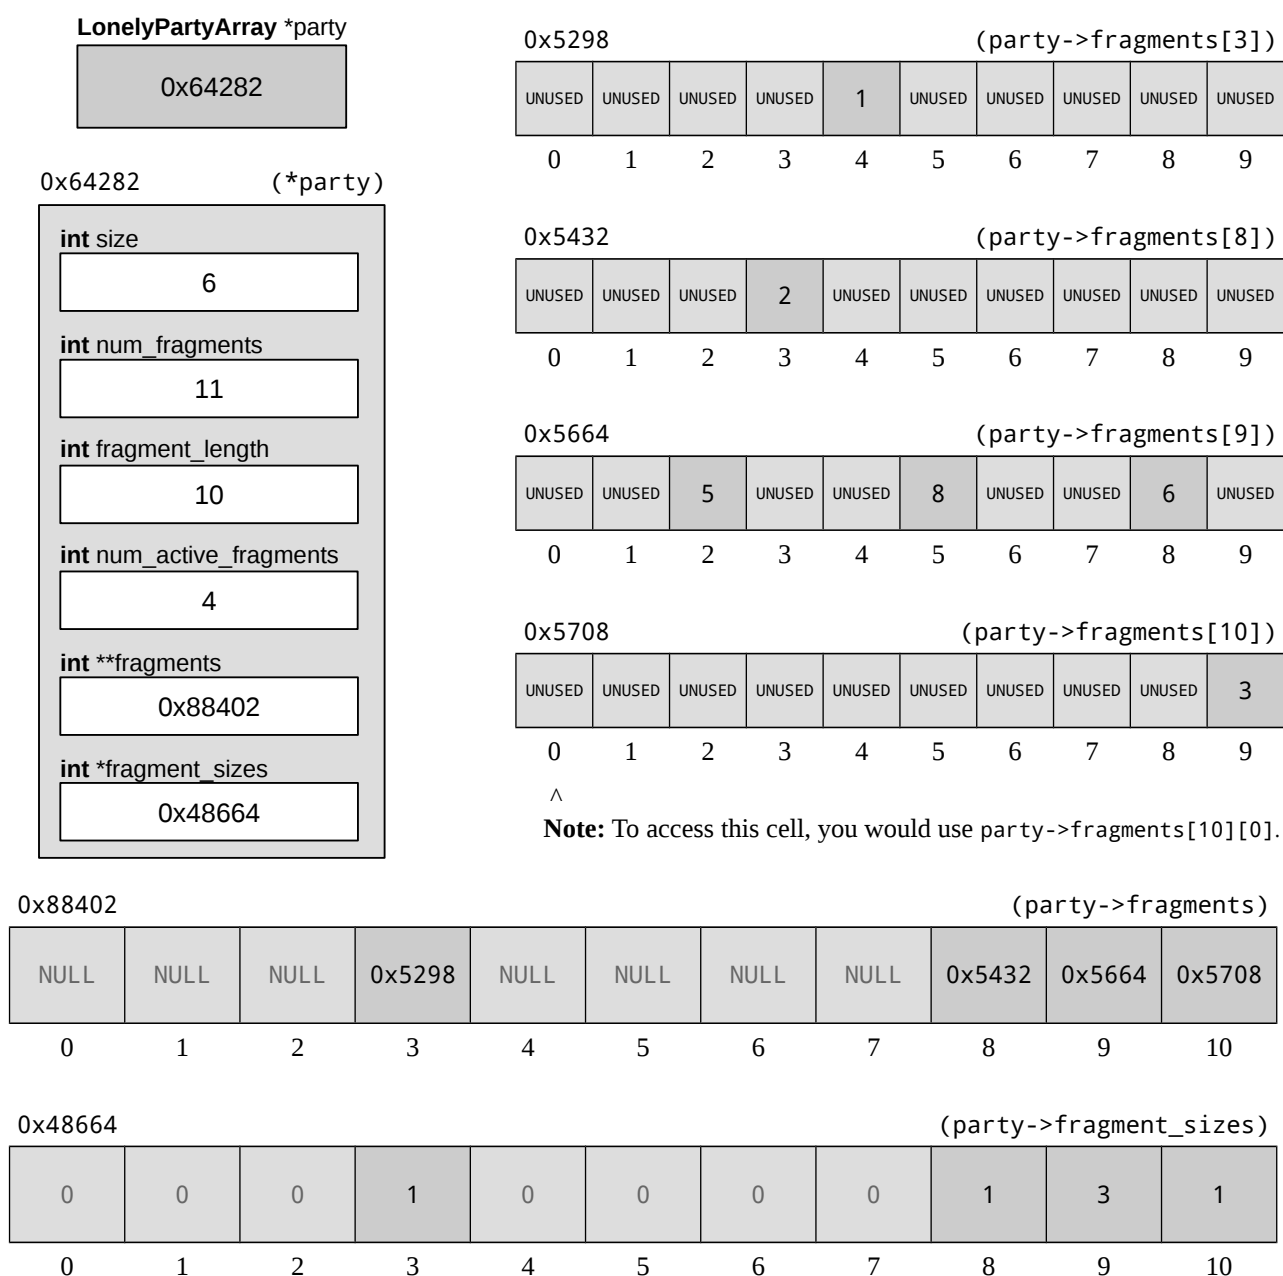 LonelyPartyArray *party
0x64282
0x64282 (*party)
int size
6
int num_fragments
11
int fragment_length
10
int num_active_fragments
4
int **fragments
0x88402
int *fragment_sizes
0x48664
0x5298 (party->fragments[3])
UNUSED UNUSED UNUSED UNUSED 1 UNUSED UNUSED UNUSED UNUSED UNUSED
0 1 2 3 4 5 6 7 8 9
0x5432 (party->fragments[8])
UNUSED UNUSED UNUSED 2 UNUSED UNUSED UNUSED UNUSED UNUSED UNUSED
0 1 2 3 4 5 6 7 8 9
0x5664 (party->fragments[9])
UNUSED UNUSED 5 UNUSED UNUSED 8 UNUSED UNUSED 6 UNUSED
0 1 2 3 4 5 6 7 8 9
0x5708 (party->fragments[10])
UNUSED UNUSED UNUSED UNUSED UNUSED UNUSED UNUSED UNUSED UNUSED 3
0 1 2 3 4 5 6 7 8 9
^
Note: To access this cell, you would use party->fragments[10][0].
0x88402 (party->fragments)
NULL NULL NULL 0x5298 NULL NULL NULL NULL 0x5432 0x5664 0x5708
0 1 2 3 4 5 6 7 8 9 10
0x48664 (party->fragment_sizes)
0 0 0 1 0 0 0 0 1 3 1
0 1 2 3 4 5 6 7 8 9 10